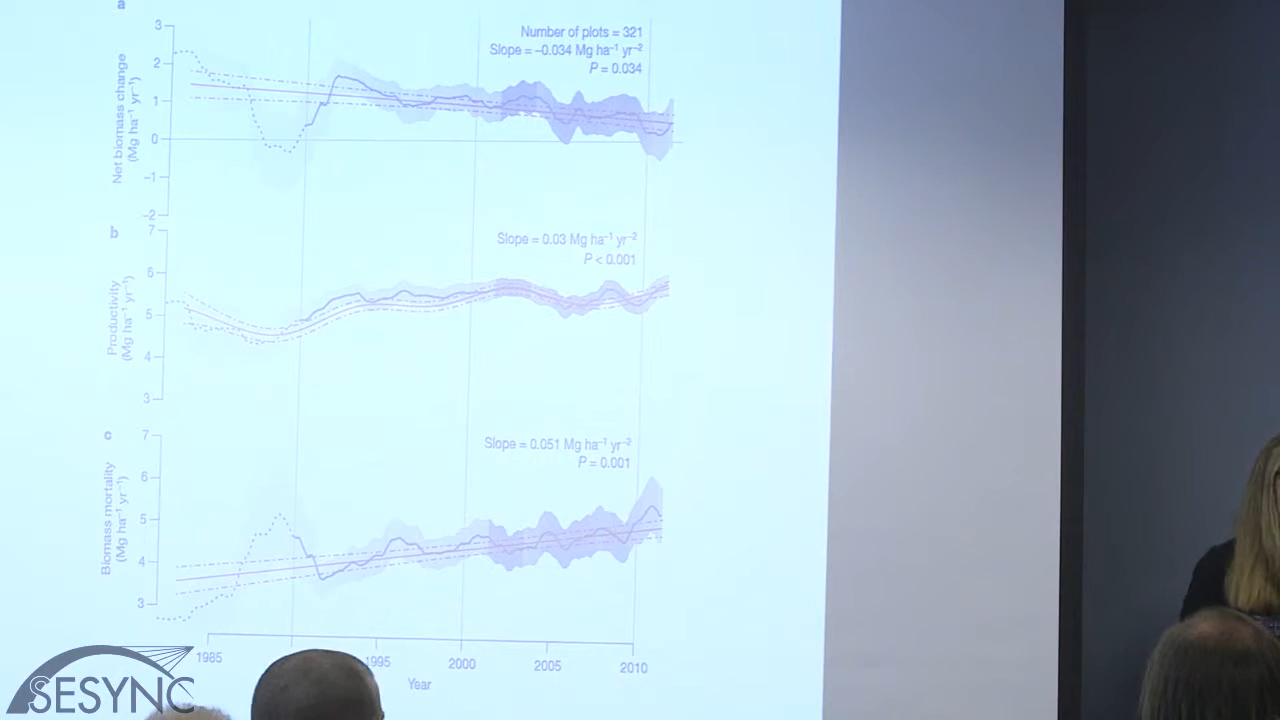 a
3
2
1
0
–1
–2
Net biomass change
(Mg ha⁻¹ yr⁻¹)
Number of plots = 321
Slope = –0.034 Mg ha⁻¹ yr⁻²
P = 0.034
b
7
6
5
4
3
Productivity
(Mg ha⁻¹ yr⁻¹)
Slope = 0.03 Mg ha⁻¹ yr⁻²
P < 0.001
c
7
6
5
4
3
Biomass mortality
(Mg ha⁻¹ yr⁻¹)
Slope = 0.051 Mg ha⁻¹ yr⁻²
P = 0.001
1985
1995
2000
2005
2010
Year
SESYNC